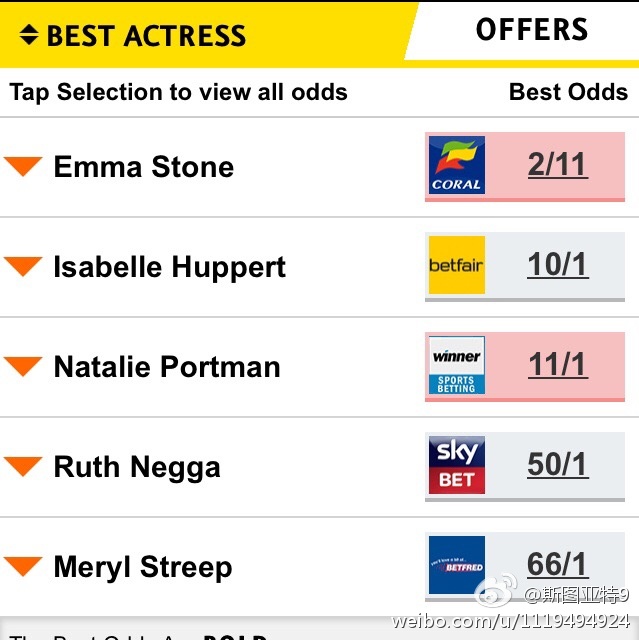 BEST ACTRESS
OFFERS
Tap Selection to view all odds
Best Odds
Emma Stone
CORAL
2/11
Isabelle Huppert
betfair
10/1
Natalie Portman
winner
SPORTS
BETTING
11/1
Ruth Negga
sky
BET
50/1
Meryl Streep
BETFRED
66/1
@斯图亚特9
weibo.com/u/1119494924
The Best Odds Are BOLD